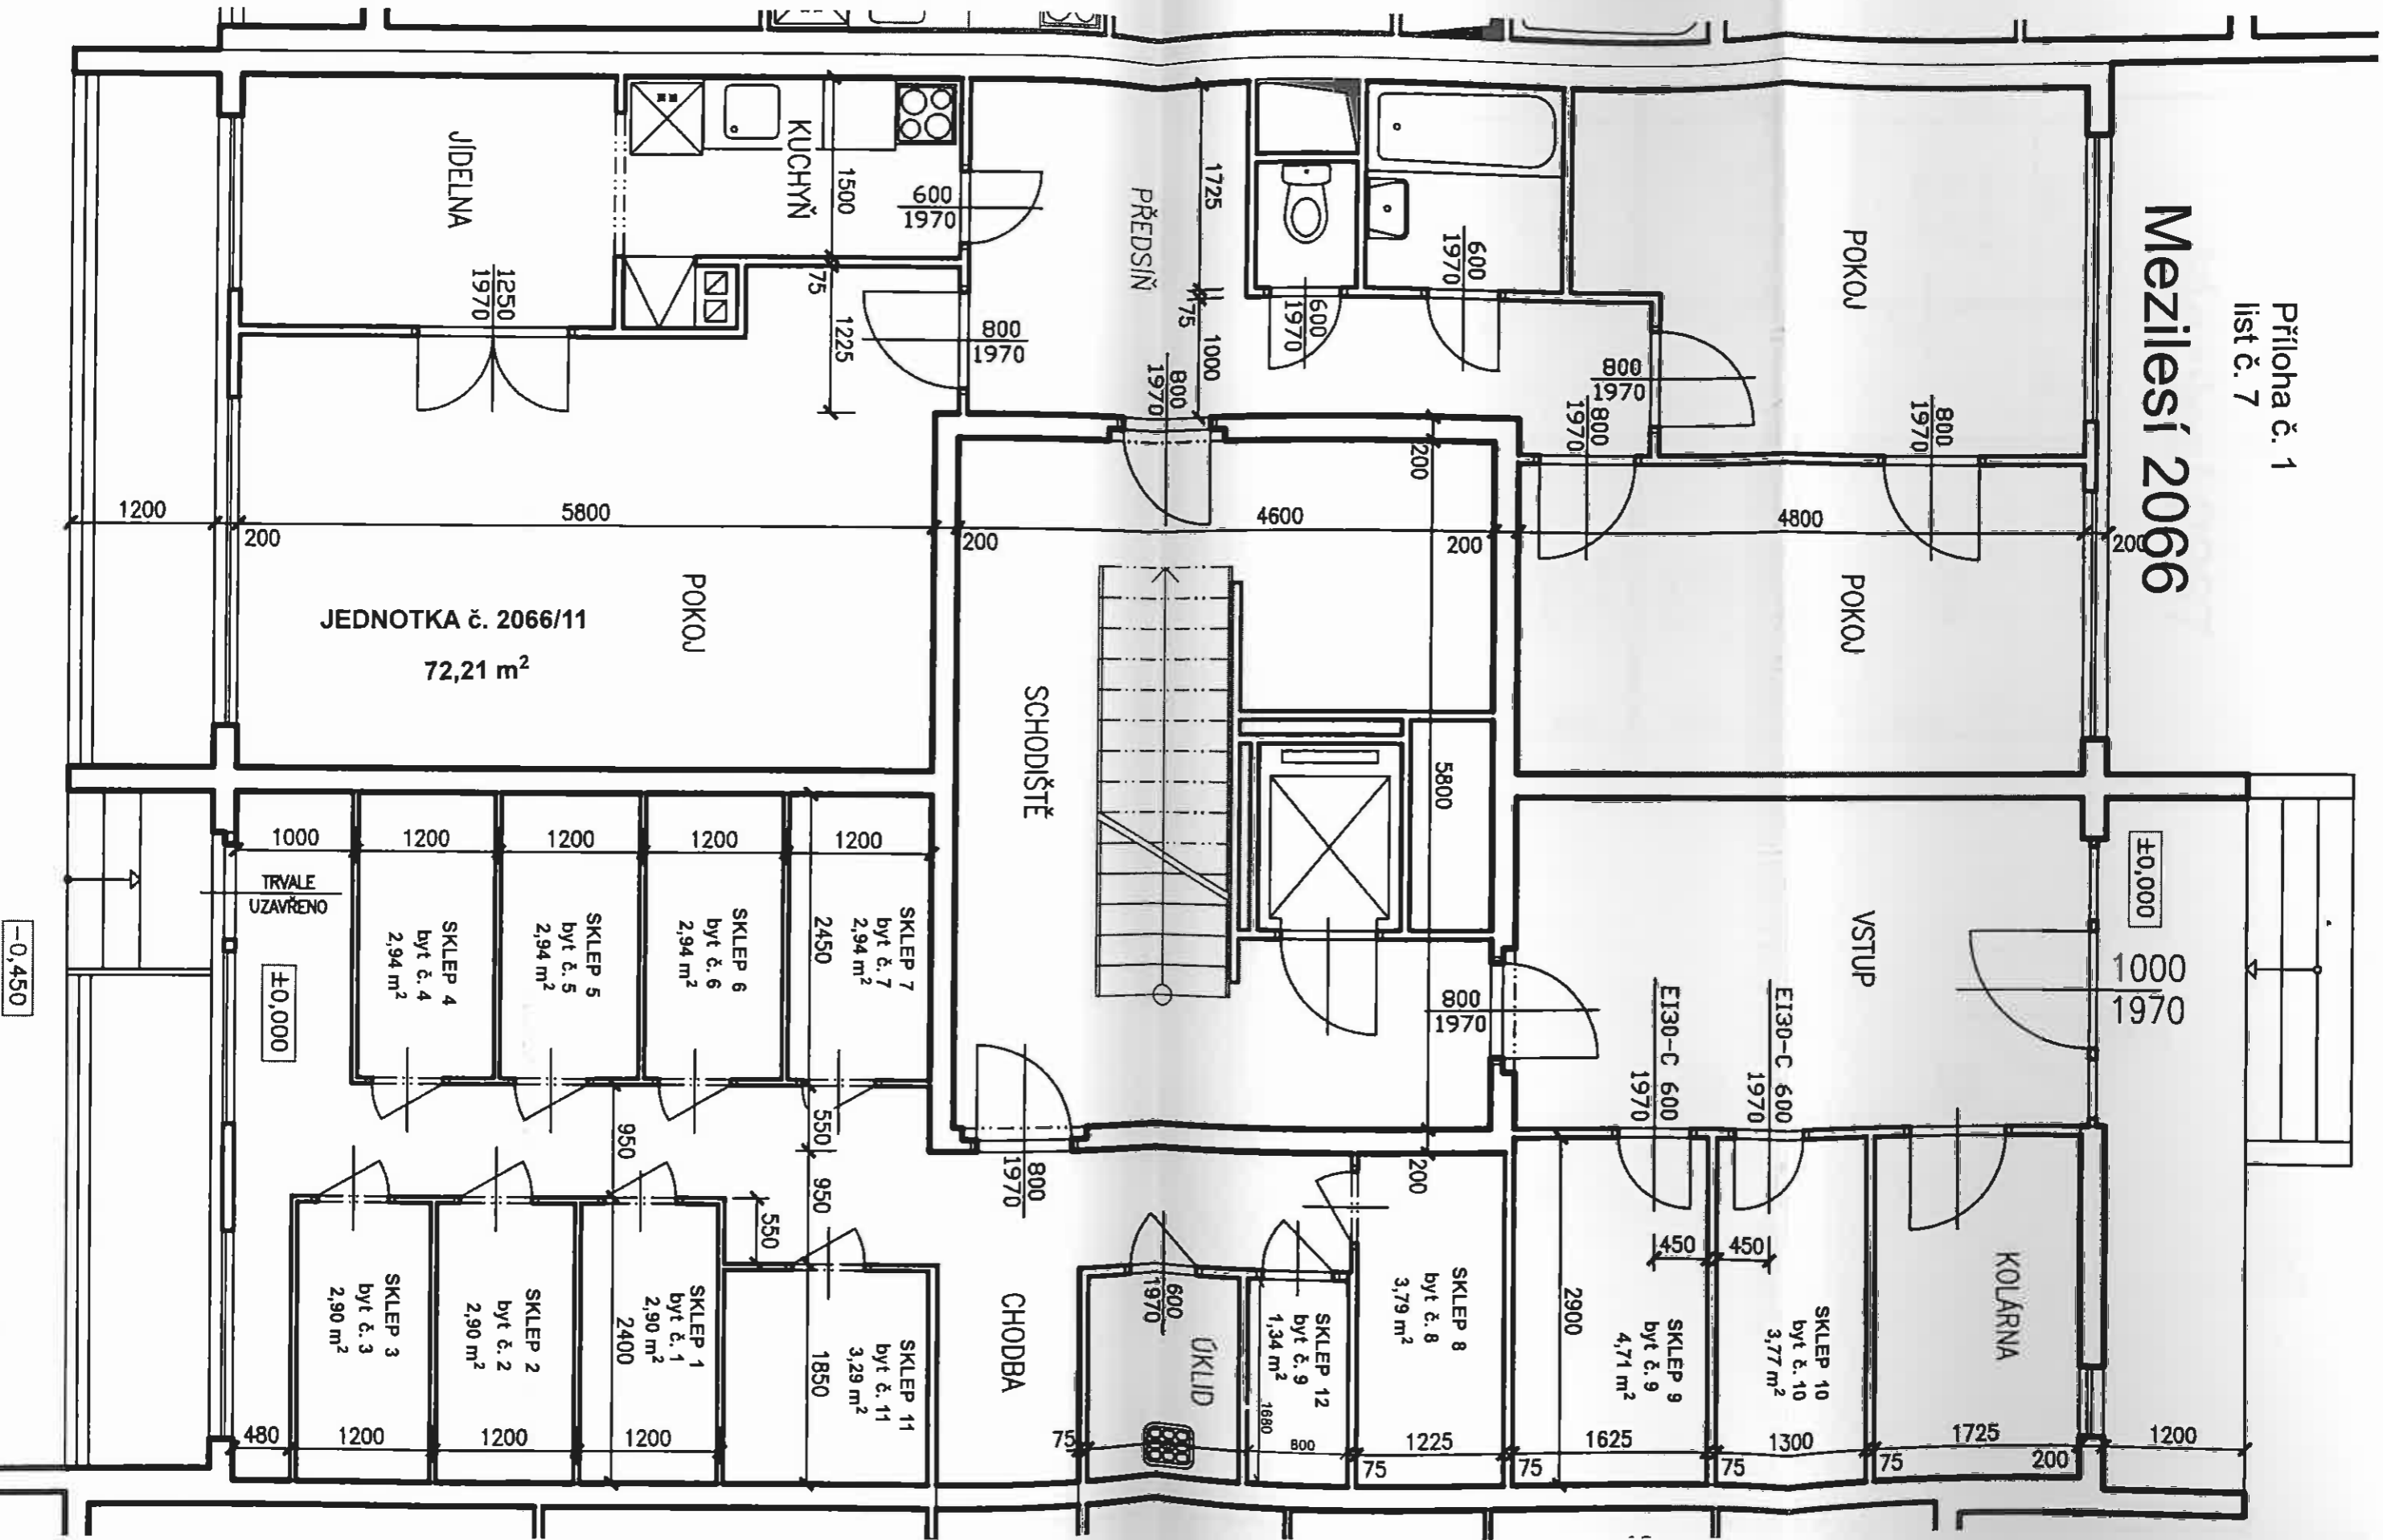 Příloha č. 1
list č. 7
Mezilesí 2066
JÍDELNA
KUCHYŇ
PŘEDSÍŇ
POKOJ
1500
1725
600
1970
75
1225
800
1970
1250
1970
600
1970
600
1970
75
1000
800
1970
800
1970
800
1970
800
1970
200
1200
200
5800
200
4600
200
4800
200
POKOJ
JEDNOTKA č. 2066/11
72,21 m²
POKOJ
SCHODIŠTĚ
5800
1000
1200
1200
1200
1200
TRVALE
UZAVŘENO
±0,000
-0,450
SKLEP 4
byt č. 4
2,94 m²
SKLEP 5
byt č. 5
2,94 m²
SKLEP 6
byt č. 6
2,94 m²
SKLEP 7
byt č. 7
2,94 m²
2450
VSTUP
±0,000
1000
1970
800
1970
EI30-C 600
1970
EI30-C 600
1970
950
550
950
550
800
1970
200
SKLEP 3
byt č. 3
2,90 m²
SKLEP 2
byt č. 2
2,90 m²
SKLEP 1
byt č. 1
2,90 m²
2400
SKLEP 11
byt č. 11
3,29 m²
1850
CHODBA
600
1970
ÚKLID
SKLEP 12
byt č. 9
1,34 m²
1680
SKLEP 8
byt č. 8
3,79 m²
2900
450
450
SKLEP 9
byt č. 9
4,71 m²
SKLEP 10
byt č. 10
3,77 m²
KOLÁRNA
480
1200
1200
1200
75
800
1225
75
1625
75
1300
75
1725
75
200
1200